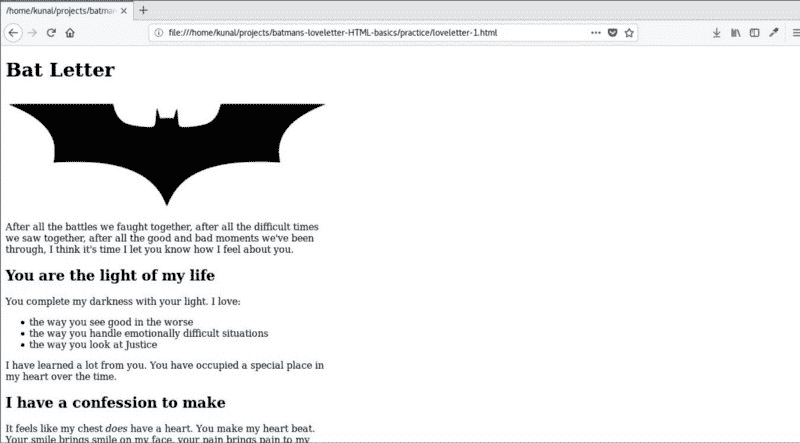 /home/kunal/projects/batman
file:///home/kunal/projects/batmans-loveletter-HTML-basics/practice/loveletter-1.html
Bat Letter
After all the battles we faught together, after all the difficult times
we saw together, after all the good and bad moments we've been
through, I think it's time I let you know how I feel about you.
You are the light of my life
You complete my darkness with your light. I love:
• the way you see good in the worse
• the way you handle emotionally difficult situations
• the way you look at Justice
I have learned a lot from you. You have occupied a special place in
my heart over the time.
I have a confession to make
It feels like my chest does have a heart. You make my heart beat.
Your smile brings smile on my face, your pain brings pain to my